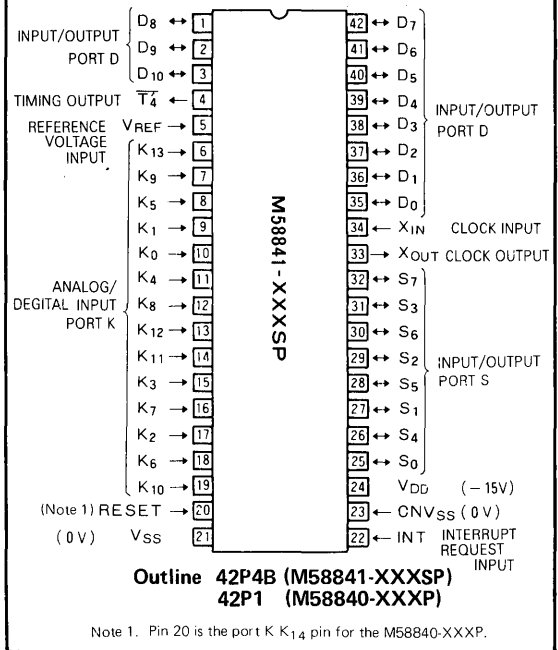 INPUT/OUTPUT
PORT D
D8 ↔ 1
D9 ↔ 2
D10 ↔ 3
TIMING OUTPUT T4 ← 4
REFERENCE
VOLTAGE
INPUT
VREF → 5
K13 → 6
K9 → 7
K5 → 8
K1 → 9
K0 → 10
ANALOG/
DEGITAL INPUT
PORT K
K4 → 11
K8 → 12
K12 → 13
K11 → 14
K3 → 15
K7 → 16
K2 → 17
K6 → 18
K10 → 19
(Note 1) RESET → 20
(0V) VSS 21
M58841-XXXSP
42 ↔ D7
41 ↔ D6
40 ↔ D5
39 ↔ D4
38 ↔ D3
37 ↔ D2
36 ↔ D1
35 ↔ D0
INPUT/OUTPUT
PORT D
34 ← XIN CLOCK INPUT
33 → XOUT CLOCK OUTPUT
32 ↔ S7
31 ↔ S3
30 ↔ S6
29 ↔ S2
28 ↔ S5
27 ↔ S1
26 ↔ S4
25 ↔ S0
INPUT/OUTPUT
PORT S
24 VDD (−15V)
23 ← CNVSS (0V)
22 ← INT INTERRUPT
REQUEST
INPUT
Outline 42P4B (M58841-XXXSP)
42P1 (M58840-XXXP)
Note 1. Pin 20 is the port K K14 pin for the M58840-XXXP.